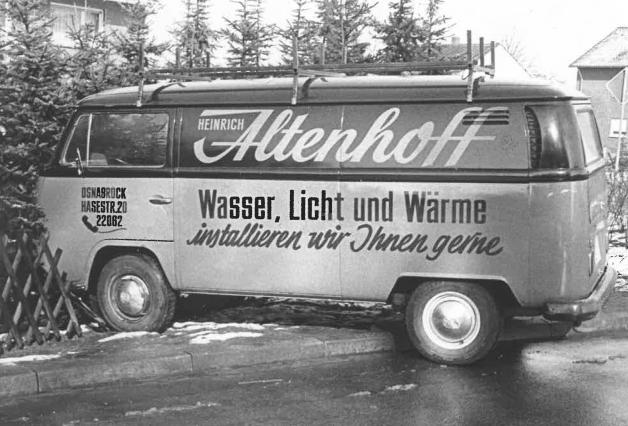 HEINRICH
Altenhoff
OSNABRÜCK
HASESTR. 20
22062
Wasser, Licht und Wärme
installieren wir Ihnen gerne